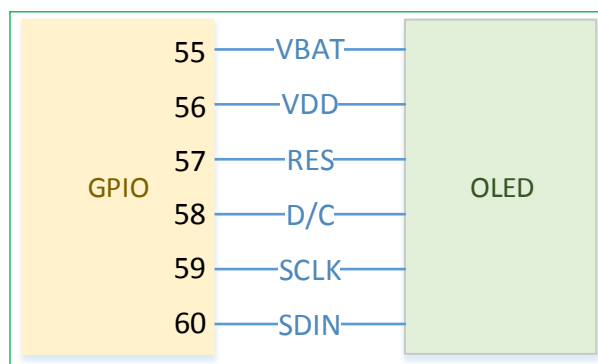 55 VBAT
56 VDD
57 RES
GPIO OLED
58 D/C
59 SCLK
60 SDIN